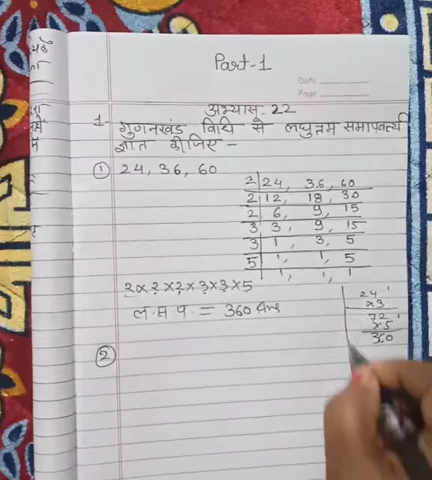 Part-1
Date
Page
अभ्यास 22
1- गुणनखंड विधि से लघुत्तम समापवर्त्य
ज्ञात कीजिए -
① 24, 36, 60
2 | 24, 36, 60
2 | 12, 18, 30
2 | 6, 9, 15
3 | 3, 9, 15
3 | 1, 3, 5
5 | 1, 1, 5
1, 1, 1
2×2×2×3×3×5
ल.स.प. = 360 Ans
24 1
×3
72 1
×5
360
②